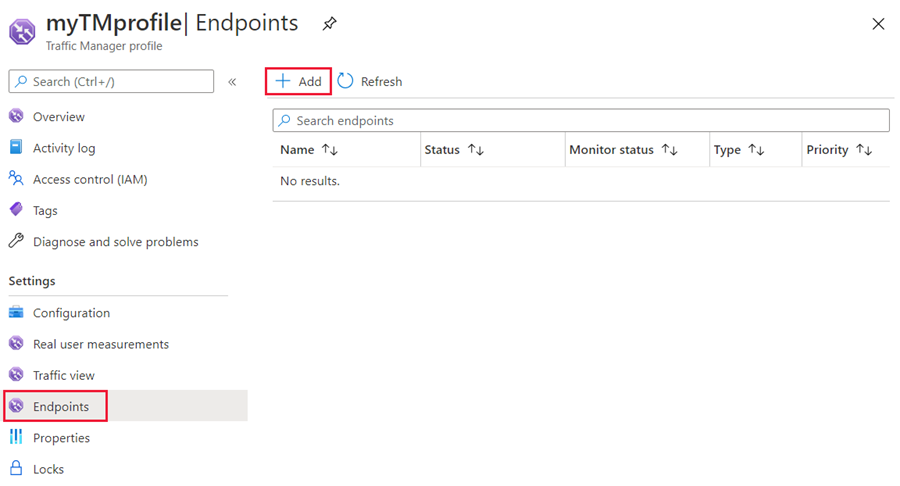 myTMprofile| Endpoints
Traffic Manager profile
Search (Ctrl+/)
«
Overview
Activity log
Access control (IAM)
Tags
Diagnose and solve problems
Settings
Configuration
Real user measurements
Traffic view
Endpoints
Properties
Locks
Add Refresh
Search endpoints
Name Status Monitor status Type Priority
No results.